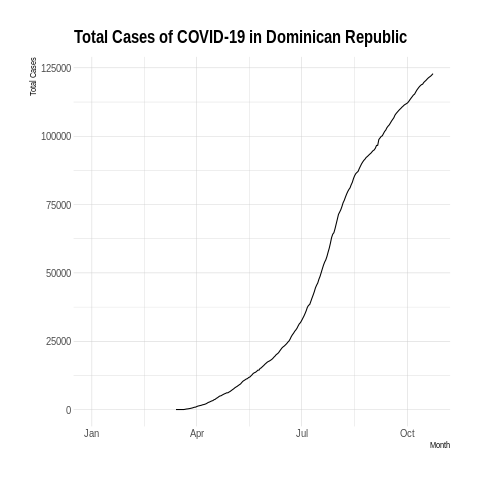 Total Cases of COVID-19 in Dominican Republic
Total Cases
125000
100000
75000
50000
25000
0
Jan Apr Jul Oct
Month